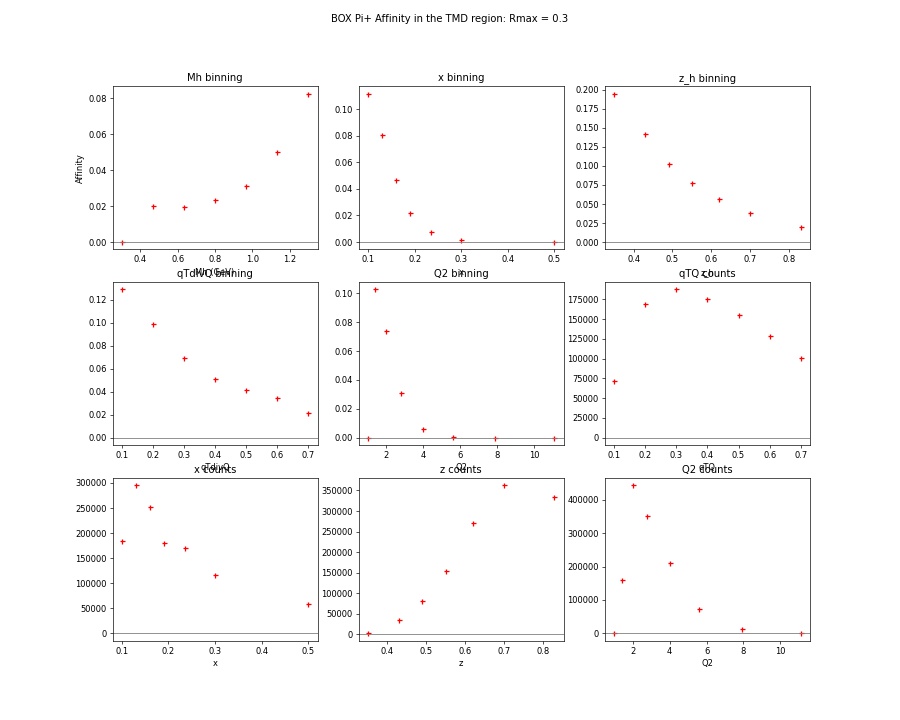 BOX Pi+ Affinity in the TMD region: Rmax = 0.3
Mh binning
x binning
z_h binning
0.08
0.06
0.04
0.02
0.00
Affinity
0.4 0.6 0.8 1.0 1.2
Mh (GeV)
0.10
0.08
0.06
0.04
0.02
0.00
0.1 0.2 0.3 0.4 0.5
x
0.200
0.175
0.150
0.125
0.100
0.075
0.050
0.025
0.000
0.4 0.5 0.6 0.7 0.8
z_h
qTdivQ binning
Q2 binning
qTQ counts
0.12
0.10
0.08
0.06
0.04
0.02
0.00
0.1 0.2 0.3 0.4 0.5 0.6 0.7
qTdivQ
0.10
0.08
0.06
0.04
0.02
0.00
2 4 6 8 10
Q2
175000
150000
125000
100000
75000
50000
25000
0
0.1 0.2 0.3 0.4 0.5 0.6 0.7
qTQ
x counts
z counts
Q2 counts
300000
250000
200000
150000
100000
50000
0
0.1 0.2 0.3 0.4 0.5
x
350000
300000
250000
200000
150000
100000
50000
0
0.4 0.5 0.6 0.7 0.8
z
400000
300000
200000
100000
0
2 4 6 8 10
Q2